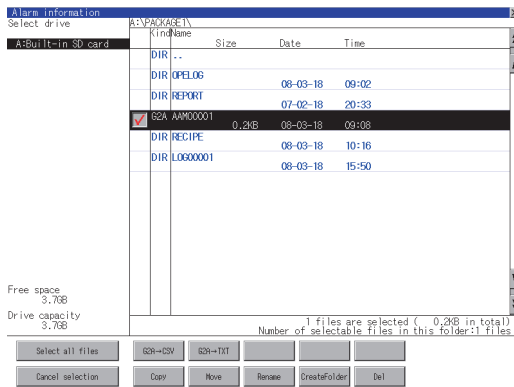 Alarm information
Select drive
A:\PACKAGE1\
Kind Name
Size Date Time
A:Built-in SD card
DIR ..
DIR OPELOG
08-03-18 09:02
DIR REPORT
07-02-18 20:33
G2A AAM00001
0.2KB 08-03-18 09:08
DIR RECIPE
08-03-18 10:16
DIR LOG00001
08-03-18 15:50
Free space
3.7GB
Drive capacity
3.7GB
1 files are selected ( 0.2KB in total)
Number of selectable files in this folder:1 files
Select all files G2A→CSV G2A→TXT
Cancel selection Copy Move Rename CreateFolder Del